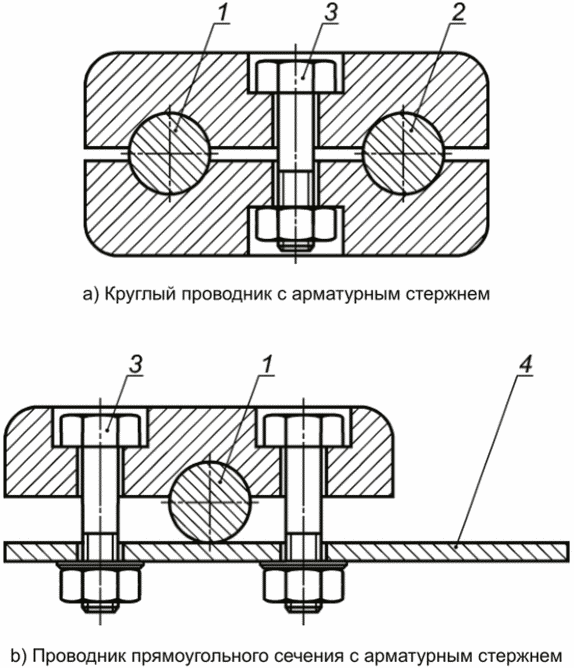 1 3 2
а) Круглый проводник с арматурным стержнем
3 1 4
b) Проводник прямоугольного сечения с арматурным стержнем